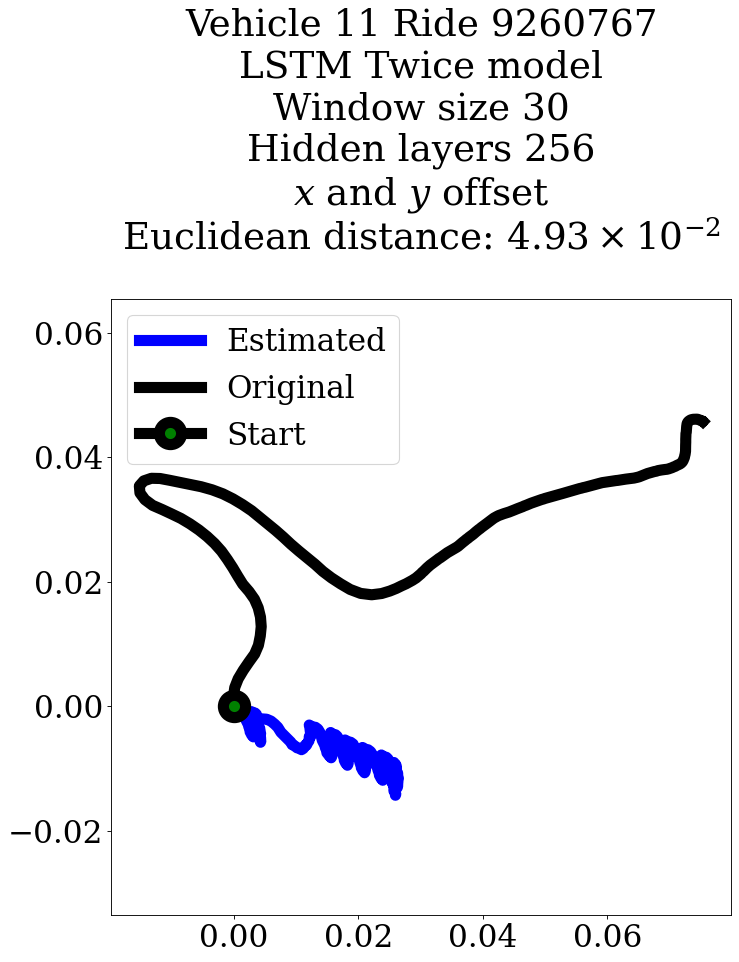 Vehicle 11 Ride 9260767
LSTM Twice model
Window size 30
Hidden layers 256
x and y offset
Euclidean distance: 4.93 × 10⁻²
Estimated
Original
Start
0.06
0.04
0.02
0.00
−0.02
0.00 0.02 0.04 0.06